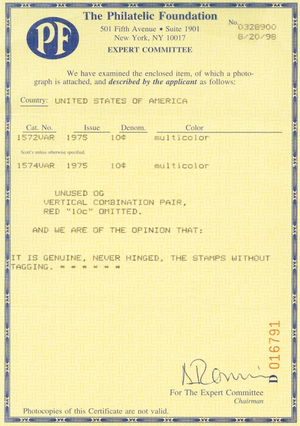 PF
The Philatelic Foundation
501 Fifth Avenue • Suite 1901
New York, NY 10017
EXPERT COMMITTEE
No. 0328900
8/20/98
We have examined the enclosed item, of which a photo-
graph is attached, and described by the applicant as follows:
Country: UNITED STATES OF AMERICA
Cat. No. Issue Denom. Color
1572VAR 1975 10¢ multicolor
Scott's unless otherwise specified.
1574VAR 1975 10¢ multicolor
UNUSED OG
VERTICAL COMBINATION PAIR,
RED "10c" OMITTED.
AND WE ARE OF THE OPINION THAT:
IT IS GENUINE, NEVER HINGED, THE STAMPS WITHOUT
TAGGING. * * * * * *
D 016791
For The Expert Committee
Chairman
Photocopies of this Certificate are not valid.